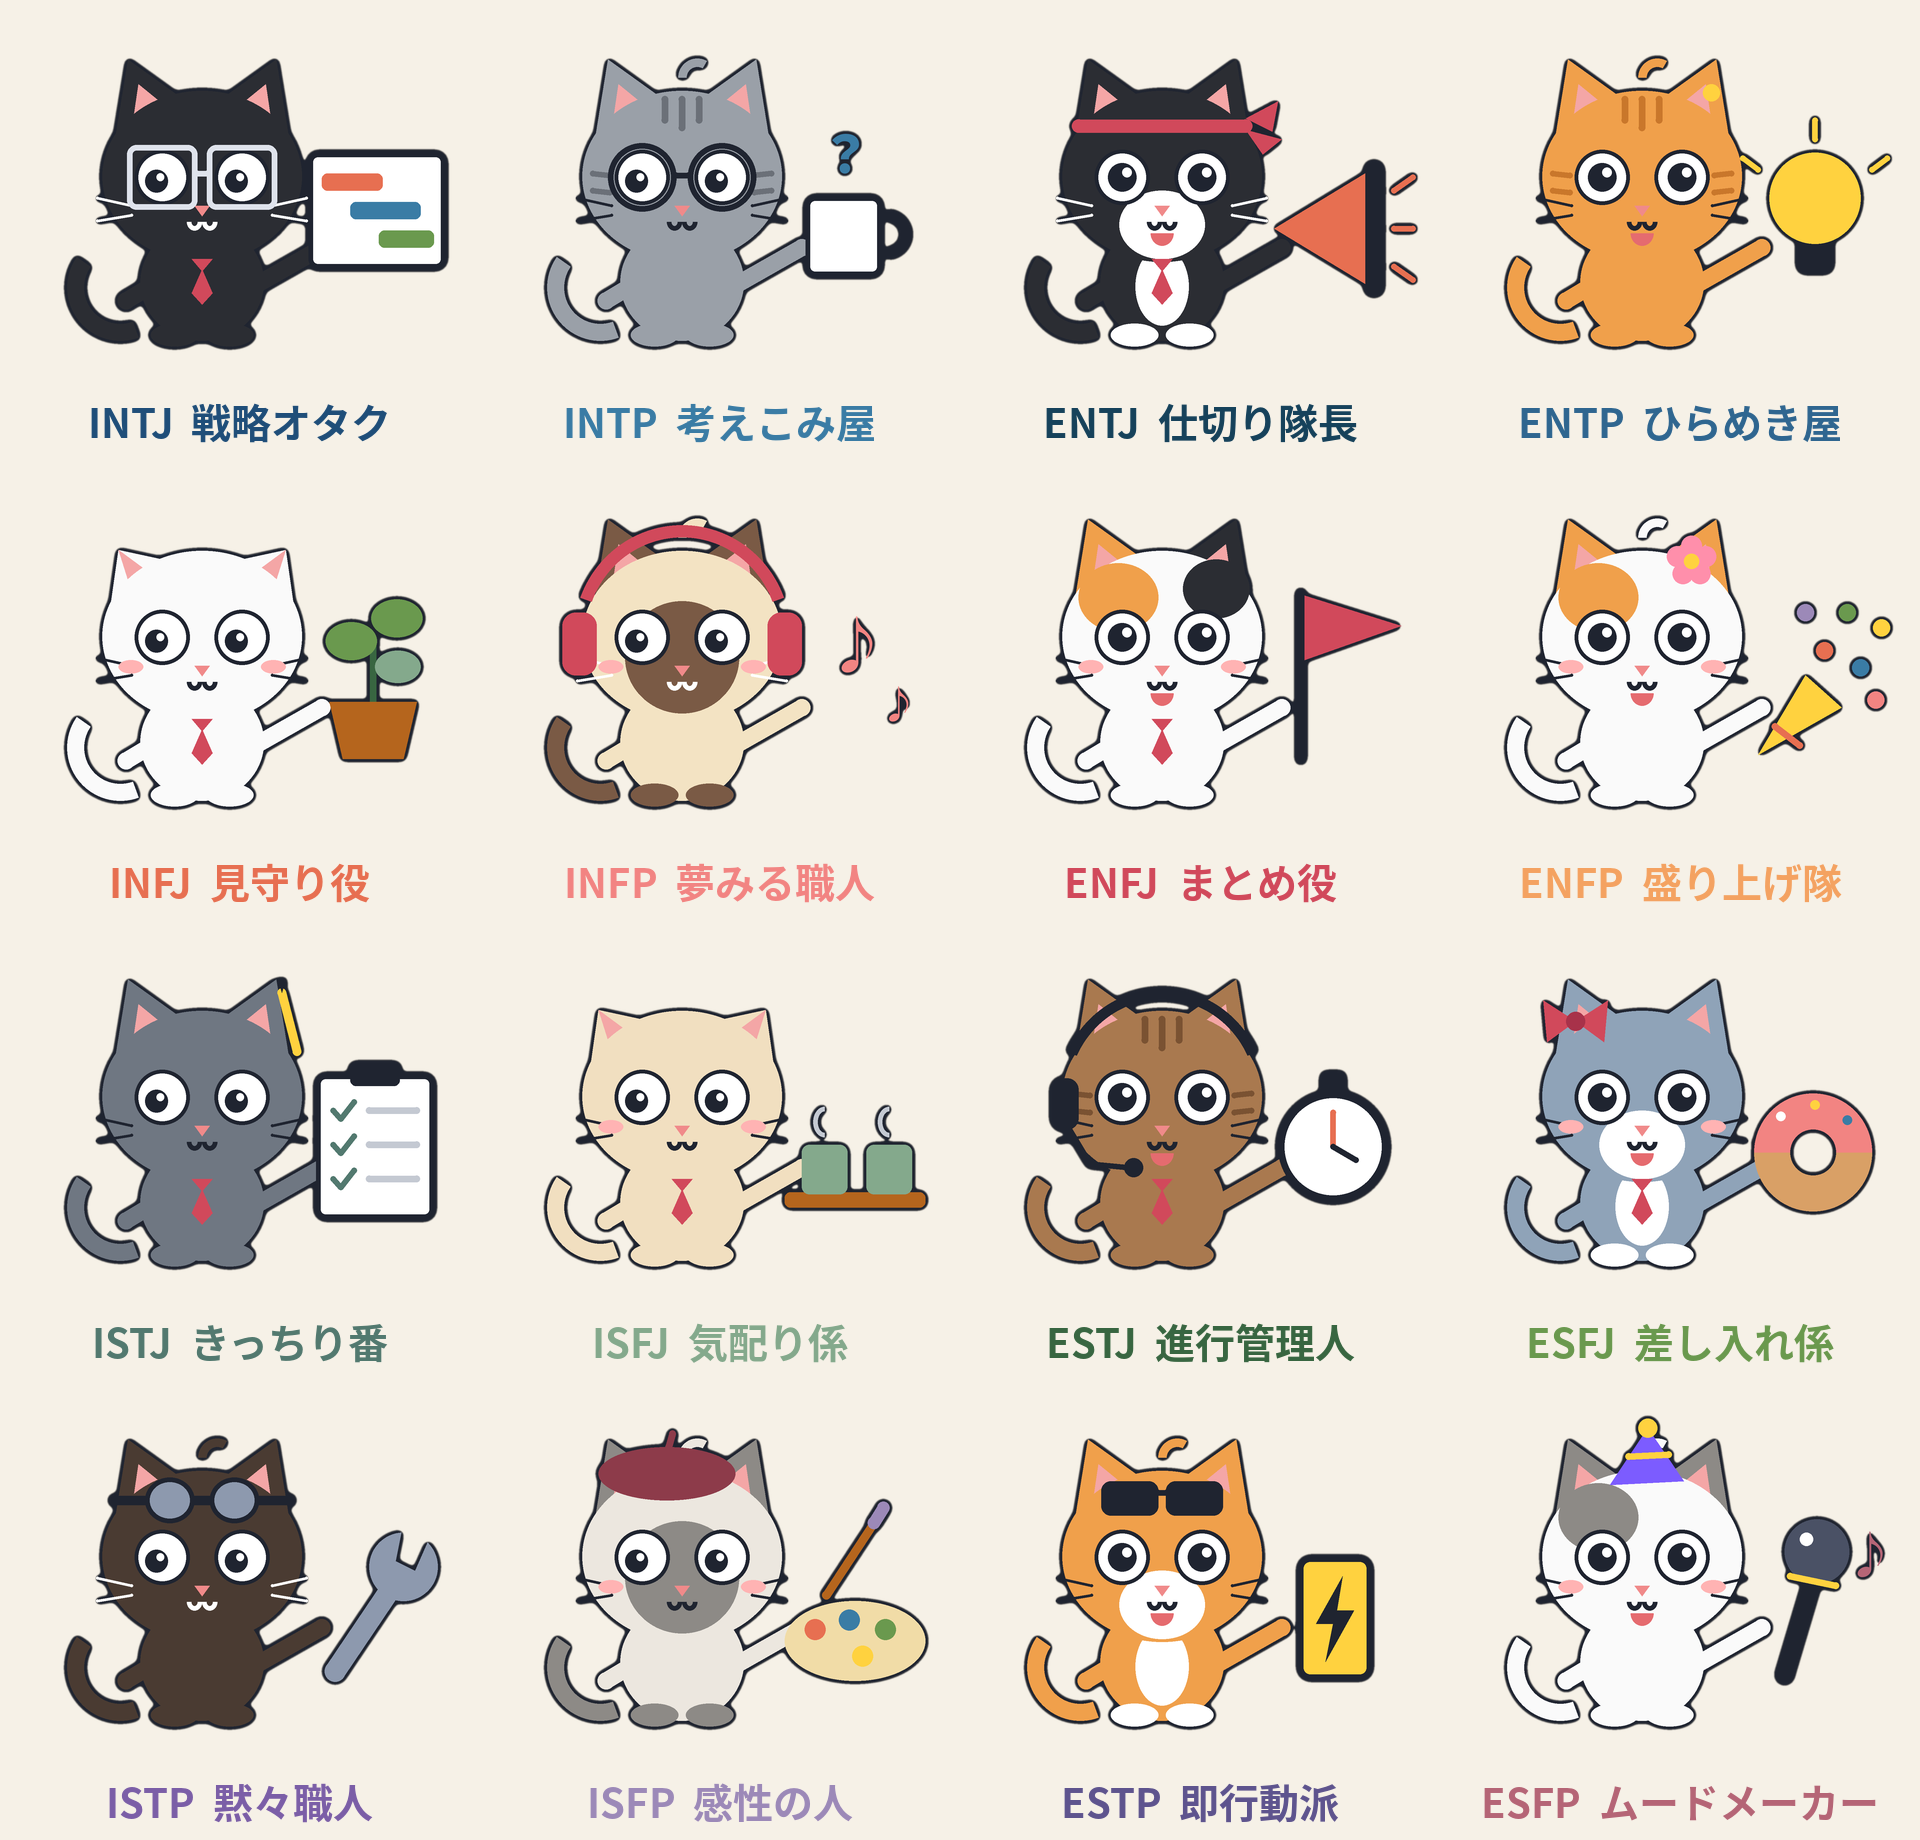 ?
INTJ 戦略オタク
INTP 考えこみ屋
ENTJ 仕切り隊長
ENTP ひらめき屋
INFJ 見守り役
INFP 夢みる職人
ENFJ まとめ役
ENFP 盛り上げ隊
ISTJ きっちり番
ISFJ 気配り係
ESTJ 進行管理人
ESFJ 差し入れ係
ISTP 黙々職人
ISFP 感性の人
ESTP 即行動派
ESFP ムードメーカー